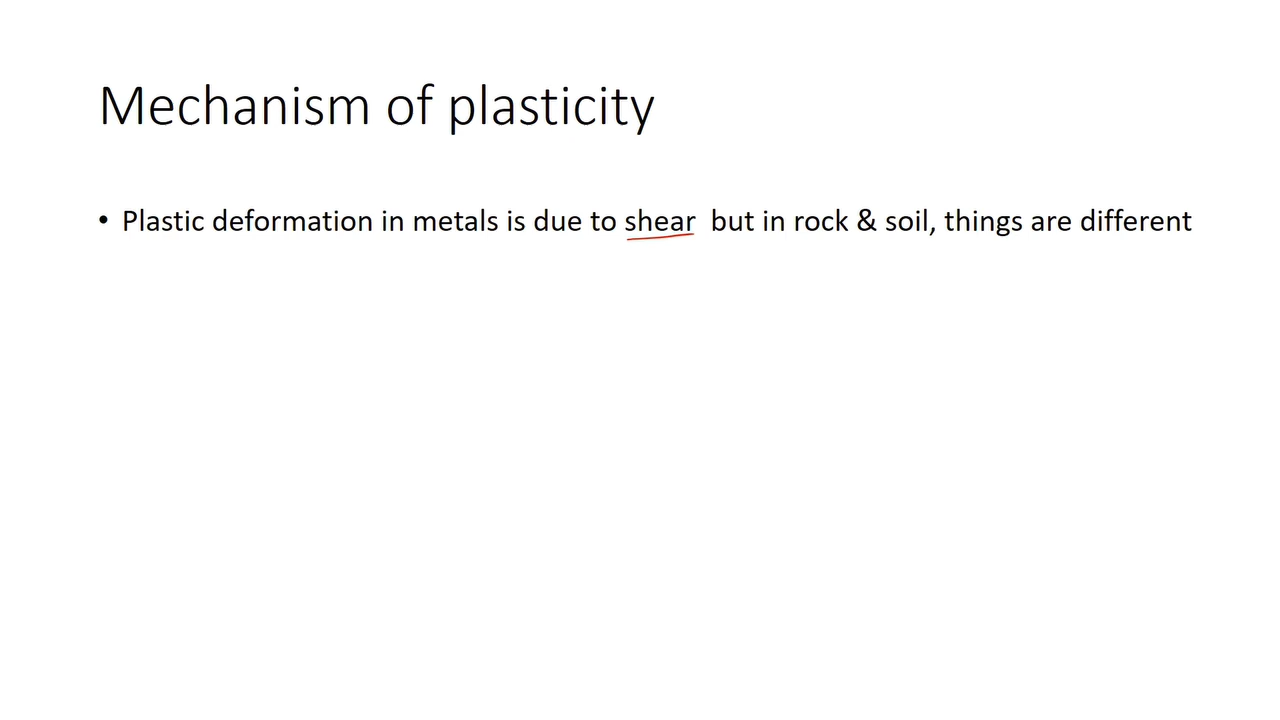 Mechanism of plasticity
• Plastic deformation in metals is due to shear but in rock & soil, things are different